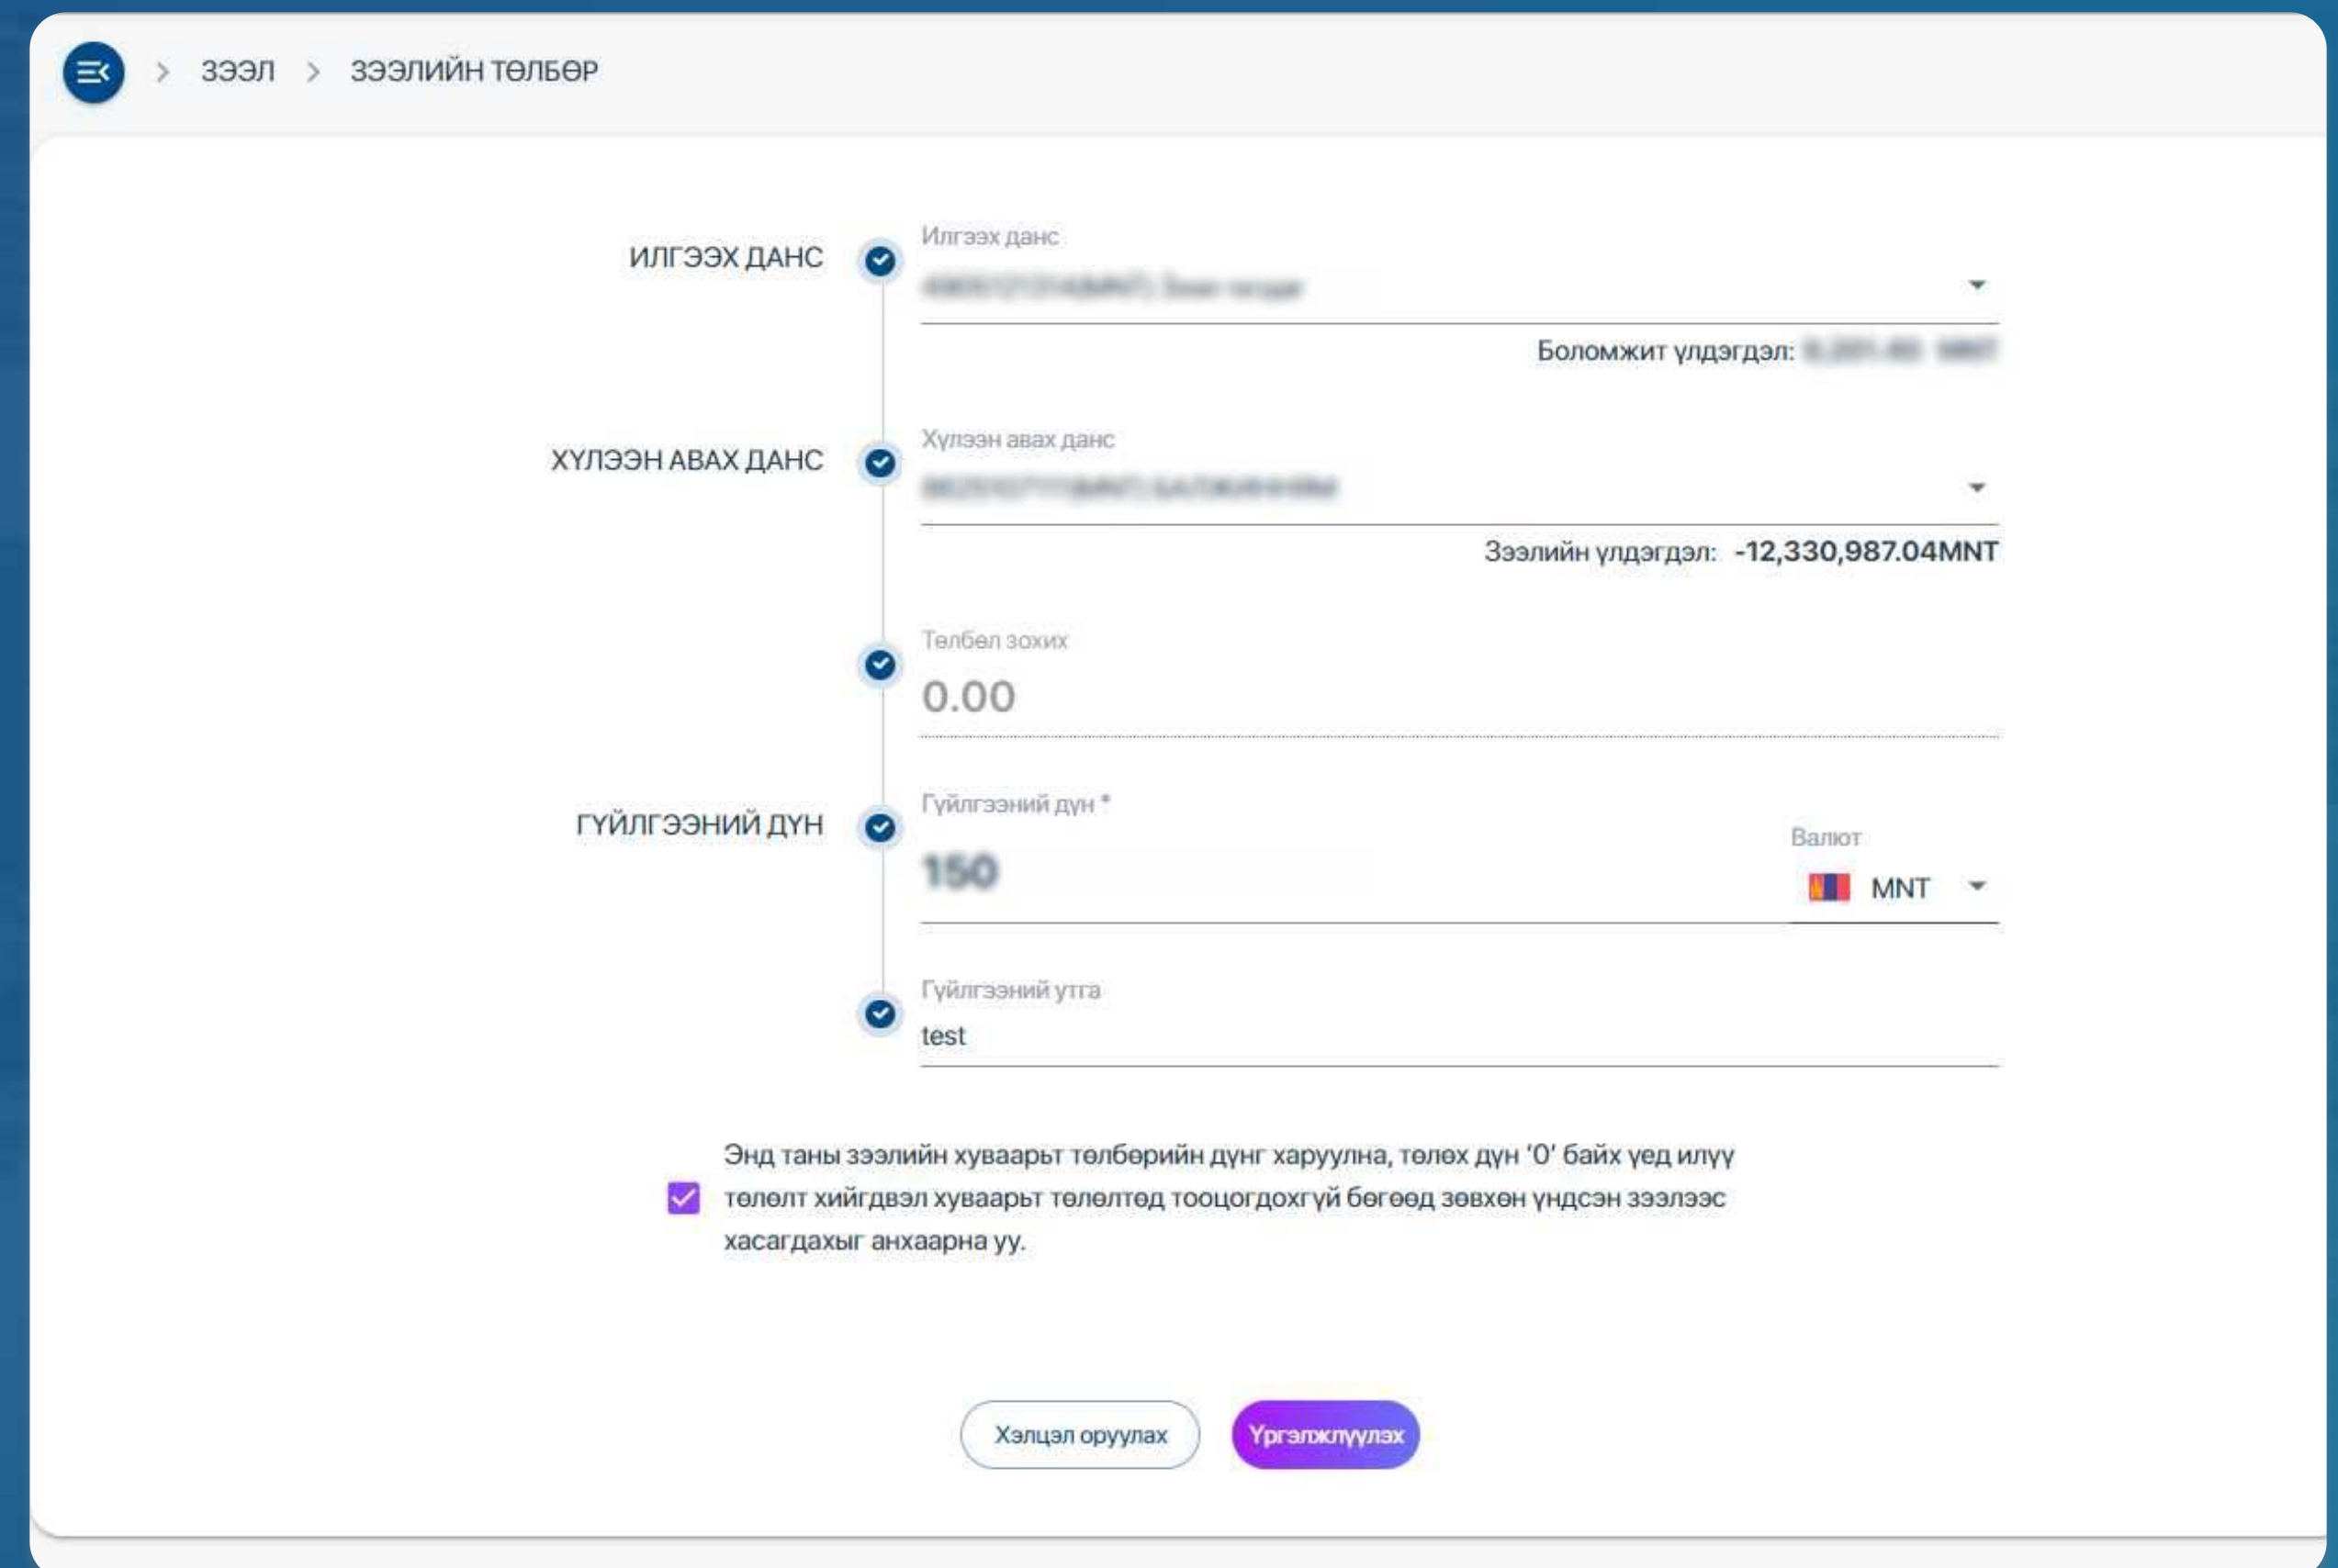 > ЗЭЭЛ > ЗЭЭЛИЙН ТӨЛБӨР
ИЛГЭЭХ ДАНС
Илгээх данс
Боломжит үлдэгдэл:
ХҮЛЭЭН АВАХ ДАНС
Хүлээн авах данс
Зээлийн үлдэгдэл: -12,330,987.04MNT
Төлбөл зохих
0.00
ГҮЙЛГЭЭНИЙ ДҮН
Гүйлгээний дүн *
150
Валют
MNT
Гүйлгээний утга
test
Энд таны зээлийн хуваарьт төлбөрийн дүнг харуулна, төлөх дүн ‘0’ байх үед илүү
төлөлт хийгдвэл хуваарьт төлөлтөд тооцогдохгүй бөгөөд зөвхөн үндсэн зээлээс
хасагдахыг анхаарна уу.
Хэлцэл оруулах
Үргэлжлүүлэх